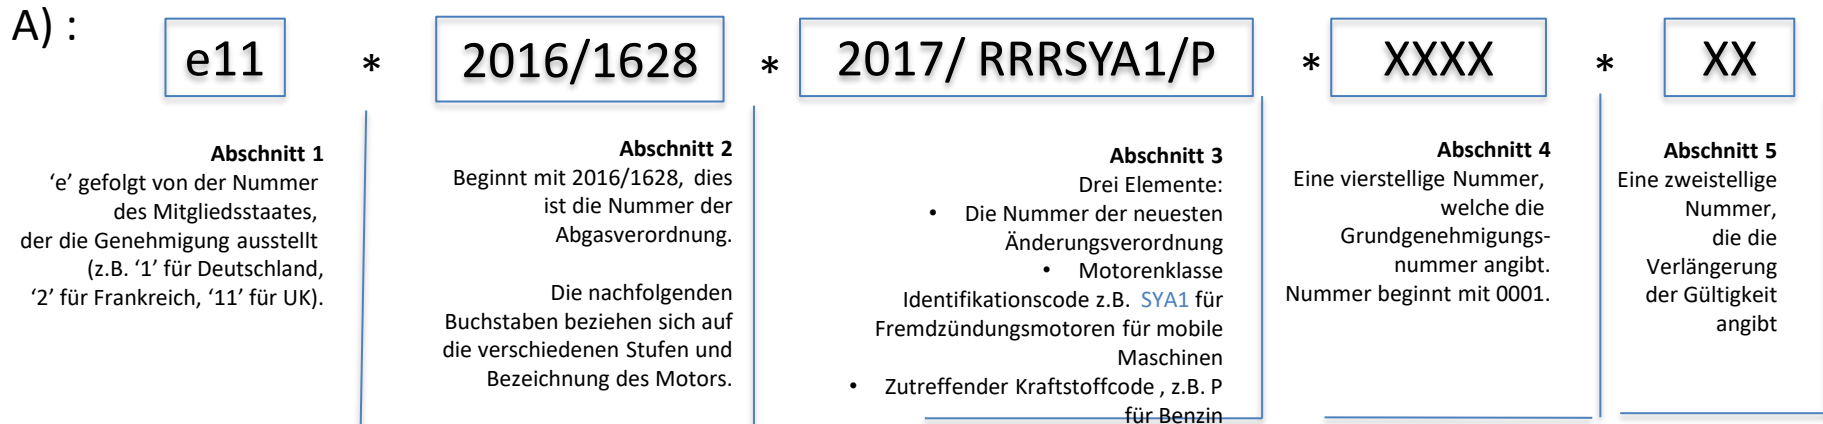 A) :
e11 * 2016/1628 * 2017/ RRRSYA1/P * XXXX * XX
Abschnitt 1
‘e’ gefolgt von der Nummer
des Mitgliedsstaates,
der die Genehmigung ausstellt
(z.B. ‘1’ für Deutschland,
‘2’ für Frankreich, ‘11’ für UK).
Abschnitt 2
Beginnt mit 2016/1628, dies
ist die Nummer der
Abgasverordnung.
Die nachfolgenden
Buchstaben beziehen sich auf
die verschiedenen Stufen und
Bezeichnung des Motors.
Abschnitt 3
Drei Elemente:
• Die Nummer der neuesten
Änderungsverordnung
• Motorenklasse
Identifikationscode z.B. SYA1 für
Fremdzündungsmotoren für mobile
Maschinen
• Zutreffender Kraftstoffcode , z.B. P
für Benzin
Abschnitt 4
Eine vierstellige Nummer,
welche die
Grundgenehmigungs-
nummer angibt.
Nummer beginnt mit 0001.
Abschnitt 5
Eine zweistellige
Nummer,
die die
Verlängerung
der Gültigkeit
angibt